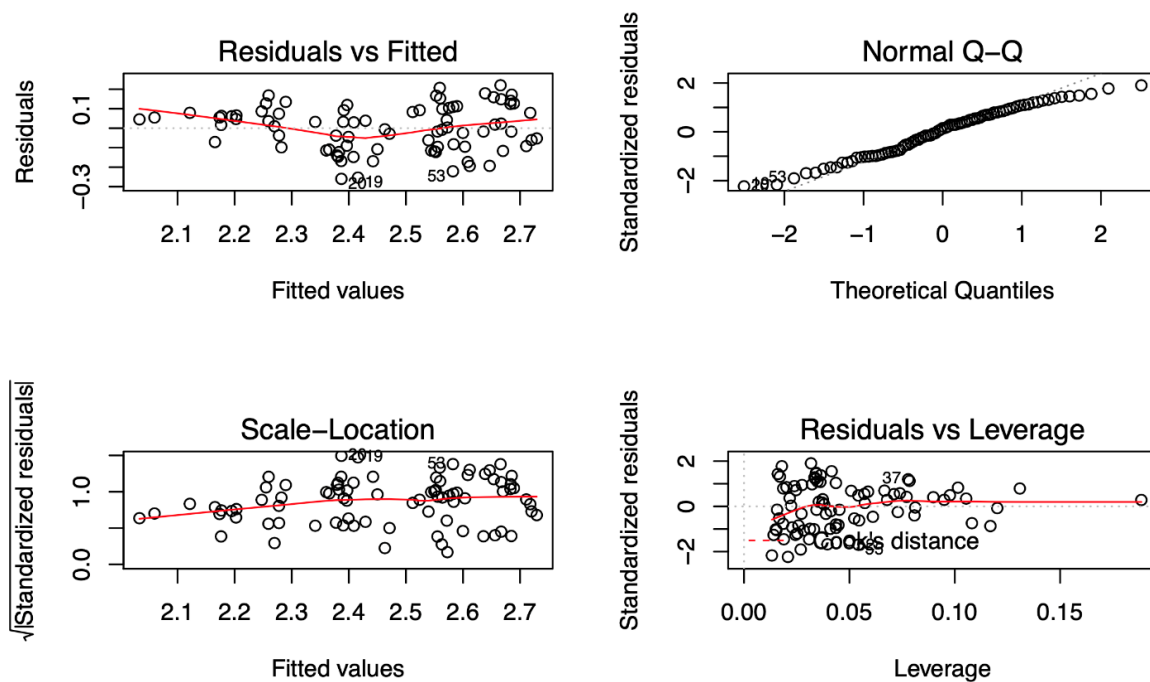 Residuals vs Fitted
Residuals
0.1
−0.3
2019
53
2.1 2.2 2.3 2.4 2.5 2.6 2.7
Fitted values
Normal Q−Q
Standardized residuals
2
0
−2
53
−2 −1 0 1 2
Theoretical Quantiles
Scale−Location
√|Standardized residuals|
1.0
0.0
2019
53
2.1 2.2 2.3 2.4 2.5 2.6 2.7
Fitted values
Residuals vs Leverage
Standardized residuals
2
0
−2
37
Cook's distance
53
0.00 0.05 0.10 0.15
Leverage